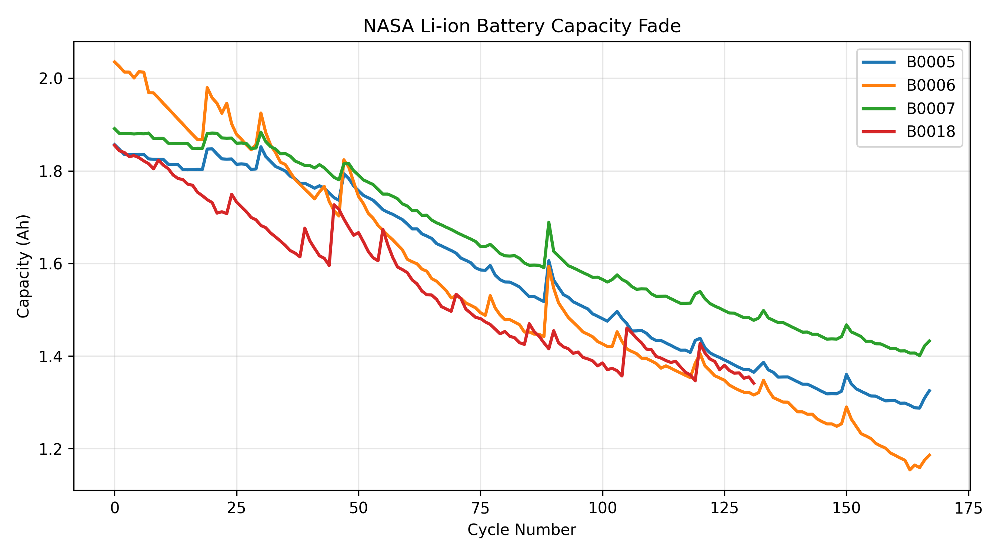 NASA Li-ion Battery Capacity Fade
B0005
B0006
B0007
B0018
Capacity (Ah)
2.0
1.8
1.6
1.4
1.2
0 25 50 75 100 125 150 175
Cycle Number